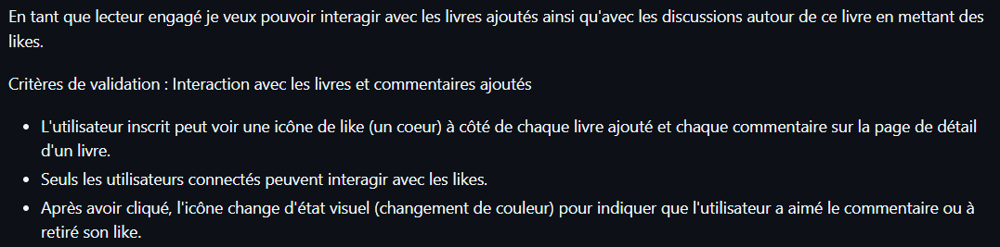 En tant que lecteur engagé je veux pouvoir interagir avec les livres ajoutés ainsi qu'avec les discussions autour de ce livre en mettant des
likes.
Critères de validation : Interaction avec les livres et commentaires ajoutés
• L'utilisateur inscrit peut voir une icône de like (un coeur) à côté de chaque livre ajouté et chaque commentaire sur la page de détail
d'un livre.
• Seuls les utilisateurs connectés peuvent interagir avec les likes.
• Après avoir cliqué, l'icône change d'état visuel (changement de couleur) pour indiquer que l'utilisateur a aimé le commentaire ou à
retiré son like.